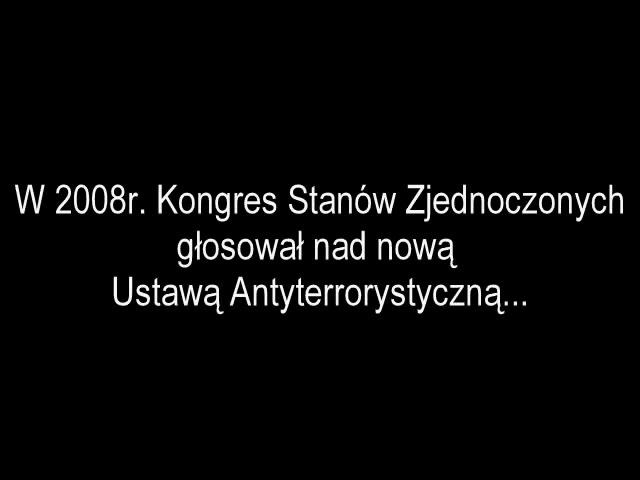 W 2008r. Kongres Stanów Zjednoczonych
głosował nad nową
Ustawą Antyterrorystyczną...